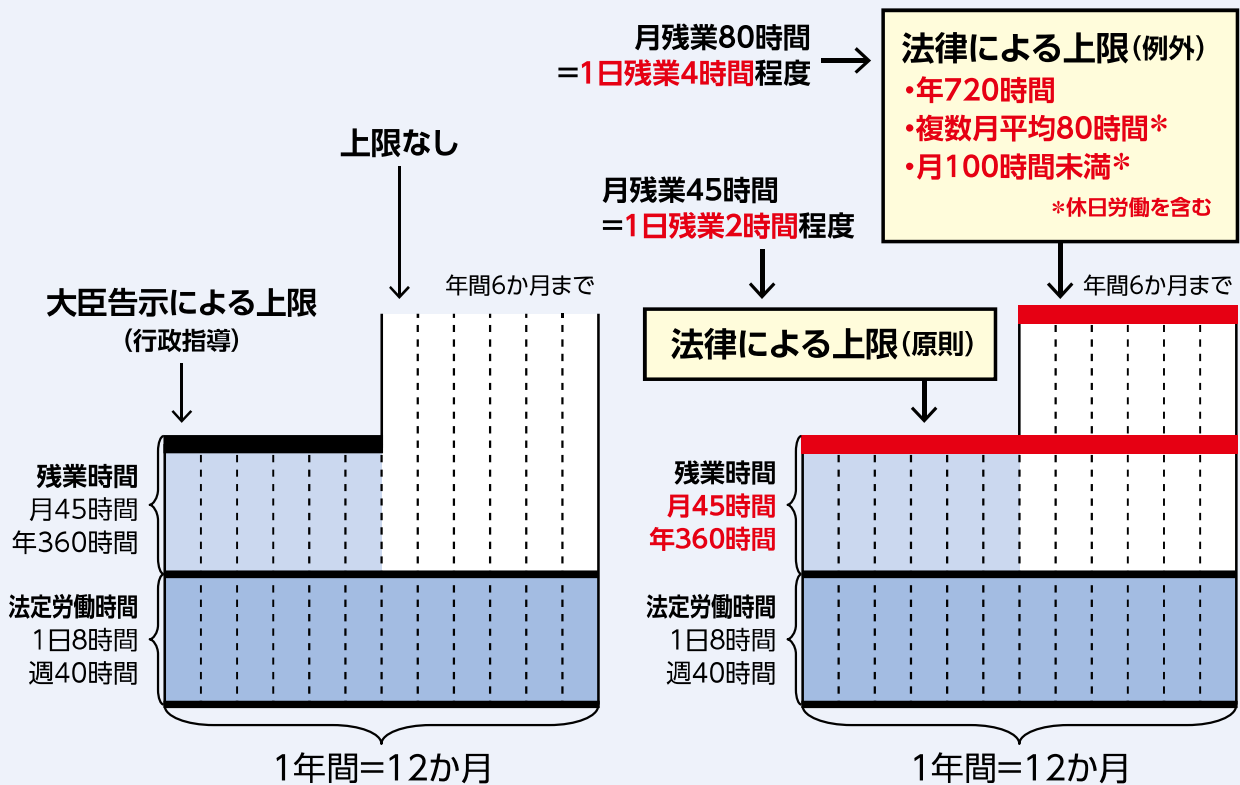 上限なし
年間6か月まで
大臣告示による上限
(行政指導)
残業時間
月45時間
年360時間
法定労働時間
1日8時間
週40時間
1年間=12か月
月残業80時間
=1日残業4時間程度
法律による上限(例外)
・年720時間
・複数月平均80時間*
・月100時間未満*
*休日労働を含む
月残業45時間
=1日残業2時間程度
年間6か月まで
法律による上限(原則)
残業時間
月45時間
年360時間
法定労働時間
1日8時間
週40時間
1年間=12か月